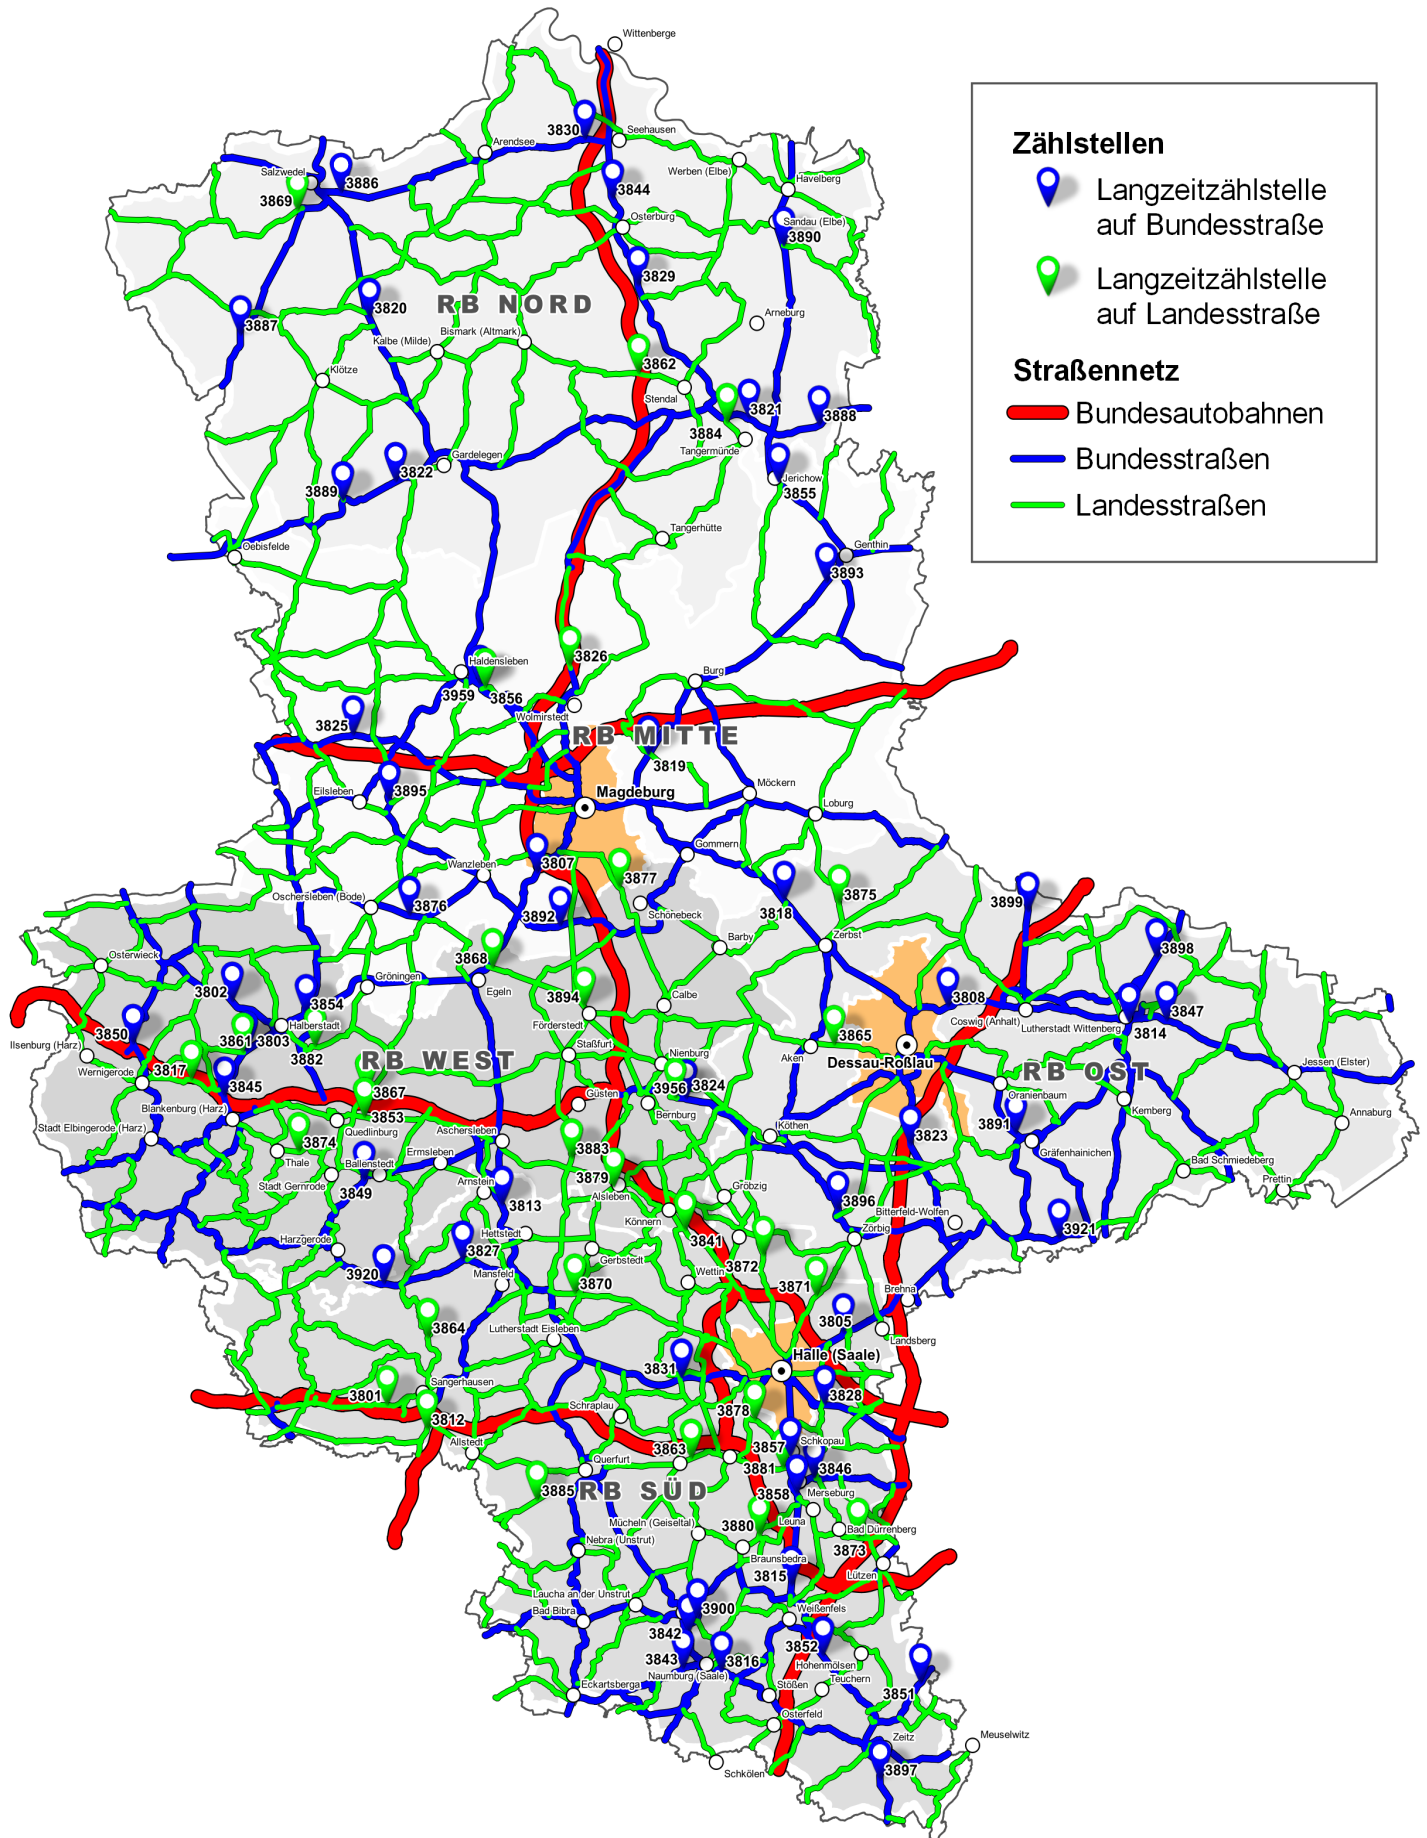 Wittenberge
Zählstellen
Langzeitzählstelle
auf Bundesstraße
Langzeitzählstelle
auf Landesstraße
Straßennetz
Bundesautobahnen
Bundesstraßen
Landesstraßen
3830
Seehausen
Arendsee
Salzwedel
3886
3869
3844
Werben (Elbe)
Havelberg
Osterburg
Sandau (Elbe)
3890
3829
RB NORD
3820
3887
Arneburg
Bismark (Altmark)
Kalbe (Milde)
3862
Klötze
Stendal
3821
3888
3884
Tangermünde
Gardelegen
3822
3889
Jerichow
3855
Tangerhütte
Oebisfelde
Genthin
3893
3826
Haldensleben
3959
3856
Burg
Wolmirstedt
3825
RB MITTE
3819
Möckern
Eilsleben
3895
Magdeburg
Loburg
Gommern
3807
Wanzleben
3877
3818
3875
3899
Oschersleben (Bode)
3876
3892
Schönebeck
Zerbst
Barby
3898
Osterwieck
3868
3802
Gröningen
Egeln
3854
3894
Calbe
3808
3847
Coswig (Anhalt)
Lutherstadt Wittenberg
3814
3850
Halberstadt
3861
3803
3882
Förderstedt
3865
Ilsenburg (Harz)
Wernigerode
3817
RB WEST
Staßfurt
Nienburg
Aken
Dessau-Roßlau
RB OST
Jessen (Elster)
3845
3867
3956
3824
Güsten
Bernburg
Oranienbaum
3853
Blankenburg (Harz)
Kemberg
Annaburg
Stadt Elbingerode (Harz)
Quedlinburg
Aschersleben
Köthen
3891
3823
3874
3883
Thale
Ballenstedt
Ermsleben
Gräfenhainichen
Bad Schmiedeberg
Stadt Gernrode
3849
Arnstein
3879
Alsleben
Gröbzig
3896
Prettin
3813
Könnern
Bitterfeld-Wolfen
Zörbig
3921
Harzgerode
Hettstedt
3827
3841
3872
3920
Mansfeld
Gerbstedt
Wettin
3870
3871
Brehna
3864
3805
Landsberg
Lutherstadt Eisleben
Halle (Saale)
3831
3801
Sangerhausen
3828
3812
Schraplau
3878
Allstedt
3863
3857
Schkopau
Querfurt
3881
3846
3885
RB SÜD
3858
Merseburg
Mücheln (Geiseltal)
3880
Leuna
Bad Dürrenberg
Nebra (Unstrut)
3873
Braunsbedra
3815
Lützen
Laucha an der Unstrut
Bad Bibra
3900
Weißenfels
3842
3843
3852
3816
Naumburg (Saale)
Hohenmölsen
Teuchern
Eckartsberga
Stößen
3851
Osterfeld
Zeitz
Meuselwitz
3897
Schkölen